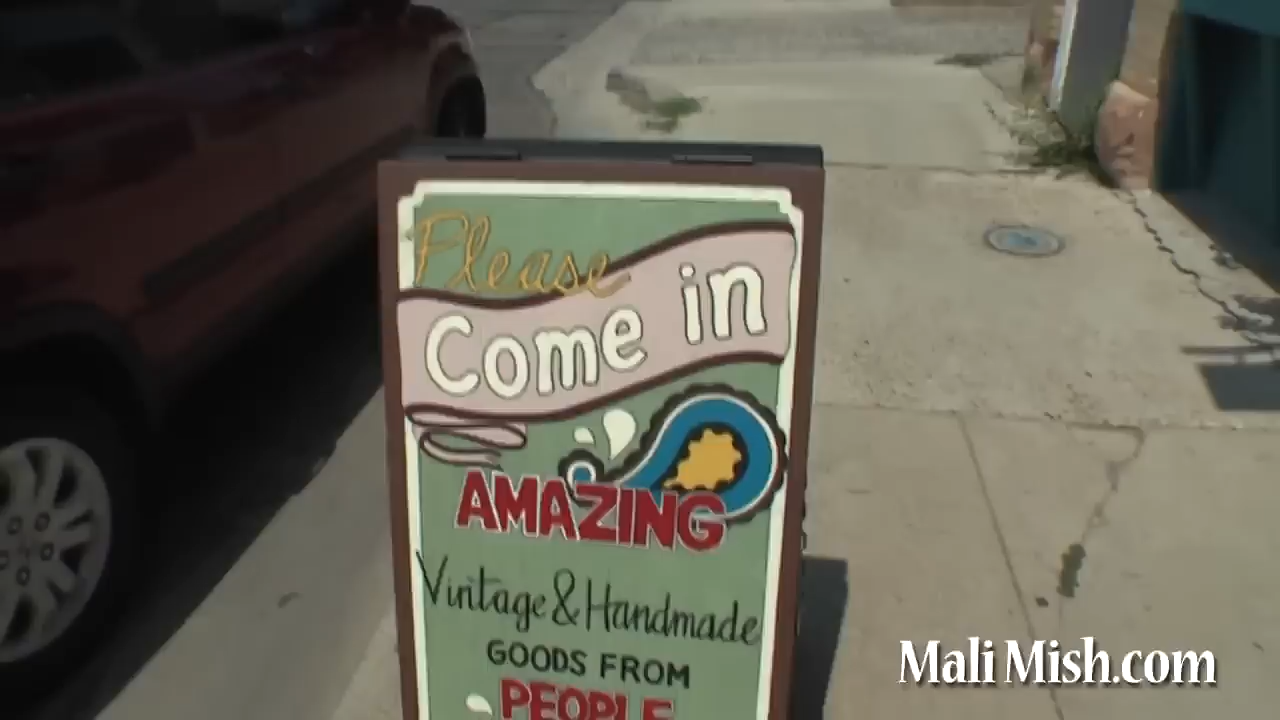 Please
Come in
AMAZING
Vintage & Handmade
GOODS FROM
PEOPLE
Mali Mish.com